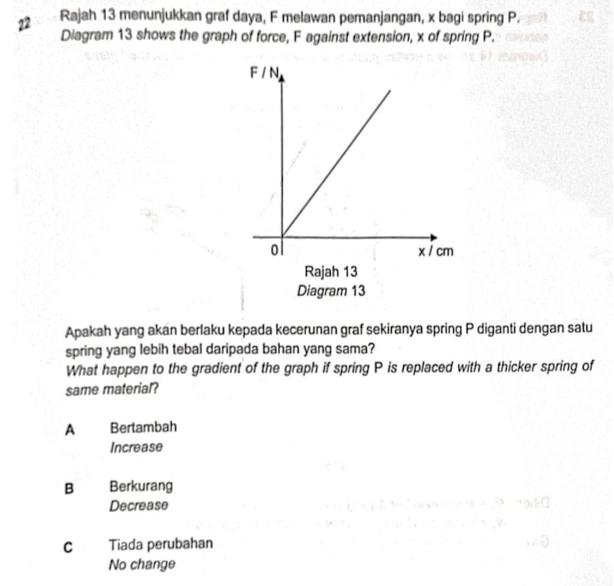 22 Rajah 13 menunjukkan graf daya, F melawan pemanjangan, x bagi spring P.
Diagram 13 shows the graph of force, F against extension, x of spring P.
F / N
0
x / cm
Rajah 13
Diagram 13
Apakah yang akan berlaku kepada kecerunan graf sekiranya spring P diganti dengan satu
spring yang lebih tebal daripada bahan yang sama?
What happen to the gradient of the graph if spring P is replaced with a thicker spring of
same material?
A Bertambah
Increase
B Berkurang
Decrease
C Tiada perubahan
No change